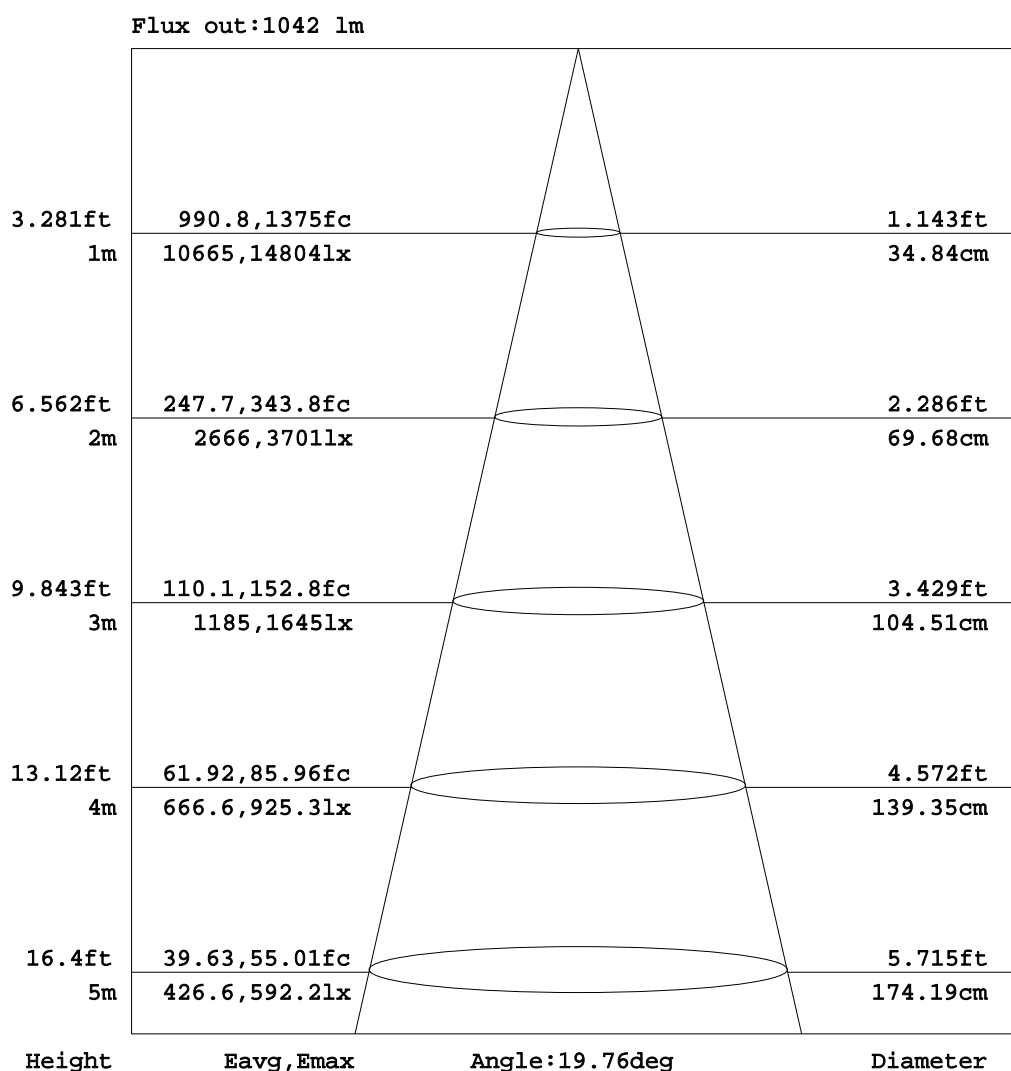 Flux out:1042 lm
3.281ft 990.8,1375fc 1.143ft
1m 10665,14804lx 34.84cm
6.562ft 247.7,343.8fc 2.286ft
2m 2666,3701lx 69.68cm
9.843ft 110.1,152.8fc 3.429ft
3m 1185,1645lx 104.51cm
13.12ft 61.92,85.96fc 4.572ft
4m 666.6,925.3lx 139.35cm
16.4ft 39.63,55.01fc 5.715ft
5m 426.6,592.2lx 174.19cm
Height Eavg,Emax Angle:19.76deg Diameter